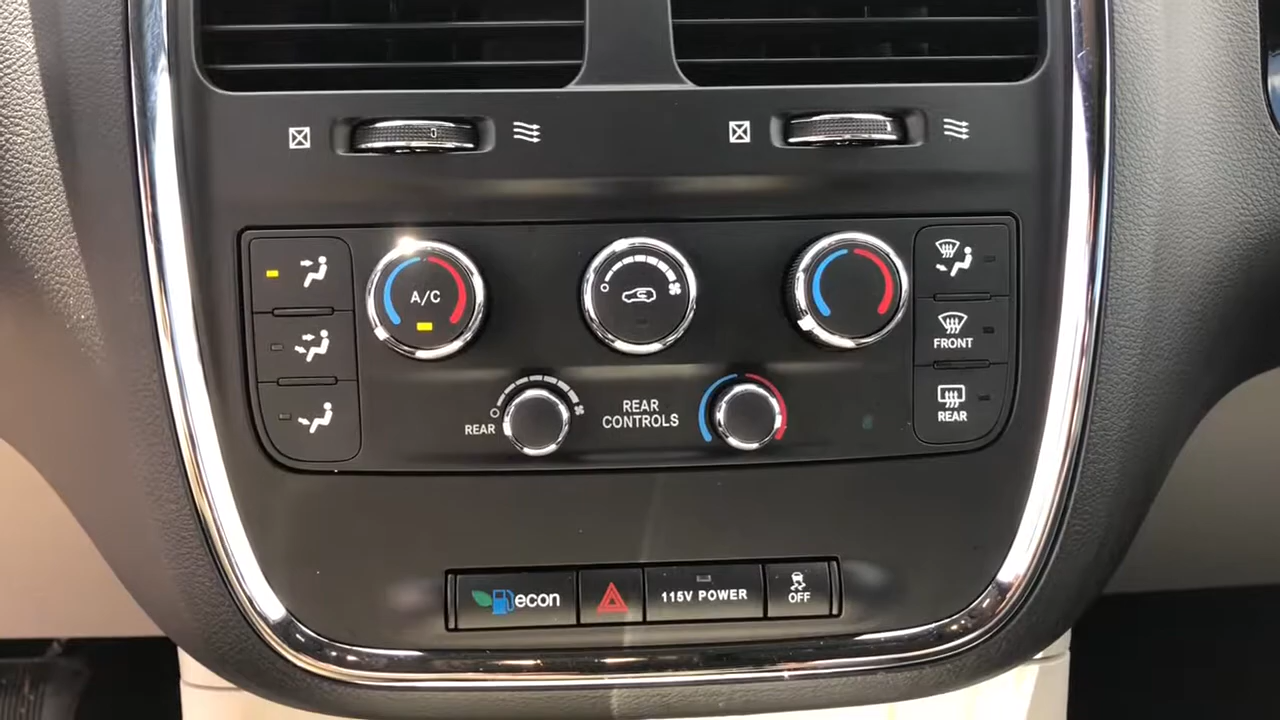 A/C
FRONT
REAR
REAR
CONTROLS
REAR
econ
115V POWER
OFF